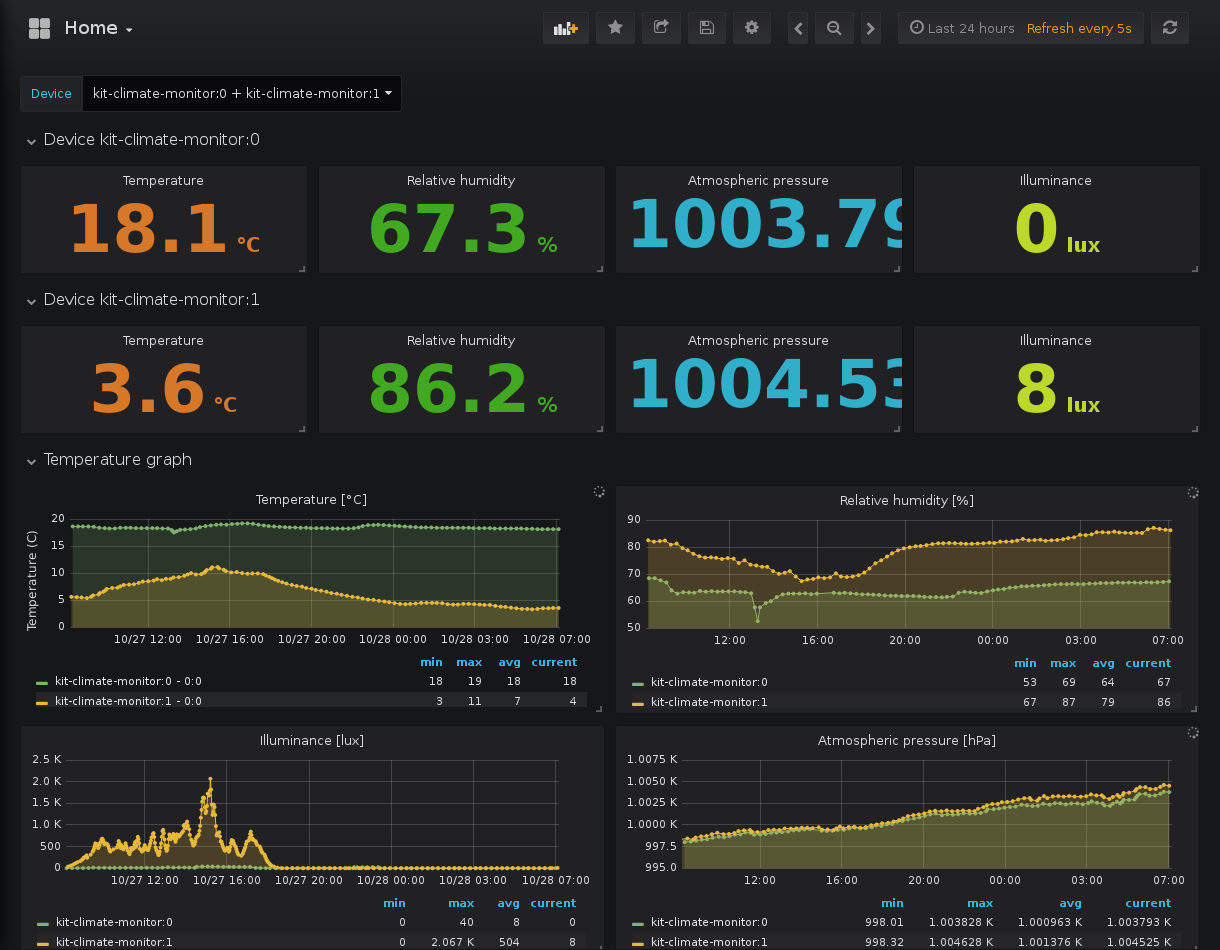 Home
Last 24 hours Refresh every 5s
Device kit-climate-monitor:0 + kit-climate-monitor:1
Device kit-climate-monitor:0
Temperature Relative humidity Atmospheric pressure Illuminance
18.1 °C 67.3 % 1003.79 0 lux
Device kit-climate-monitor:1
Temperature Relative humidity Atmospheric pressure Illuminance
3.6 °C 86.2 % 1004.53 8 lux
Temperature graph
Temperature [°C]
Temperature (C)
20
15
10
5
0
10/27 12:00 10/27 16:00 10/27 20:00 10/28 00:00 10/28 03:00 10/28 07:00
min max avg current
kit-climate-monitor:0 - 0:0 18 19 18 18
kit-climate-monitor:1 - 0:0 3 11 7 4
Relative humidity [%]
90
80
70
60
50
12:00 16:00 20:00 00:00 03:00 07:00
min max avg current
kit-climate-monitor:0 53 69 64 67
kit-climate-monitor:1 67 87 79 86
Illuminance [lux]
2.5 K
2.0 K
1.5 K
1.0 K
500
0
10/27 12:00 10/27 16:00 10/27 20:00 10/28 00:00 10/28 03:00 10/28 07:00
min max avg current
kit-climate-monitor:0 0 40 8 0
kit-climate-monitor:1 0 2.067 K 504 8
Atmospheric pressure [hPa]
1.0075 K
1.0050 K
1.0025 K
1.0000 K
997.5
995.0
12:00 16:00 20:00 00:00 03:00 07:00
min max avg current
kit-climate-monitor:0 998.01 1.003828 K 1.000963 K 1.003793 K
kit-climate-monitor:1 998.32 1.004628 K 1.001376 K 1.004525 K